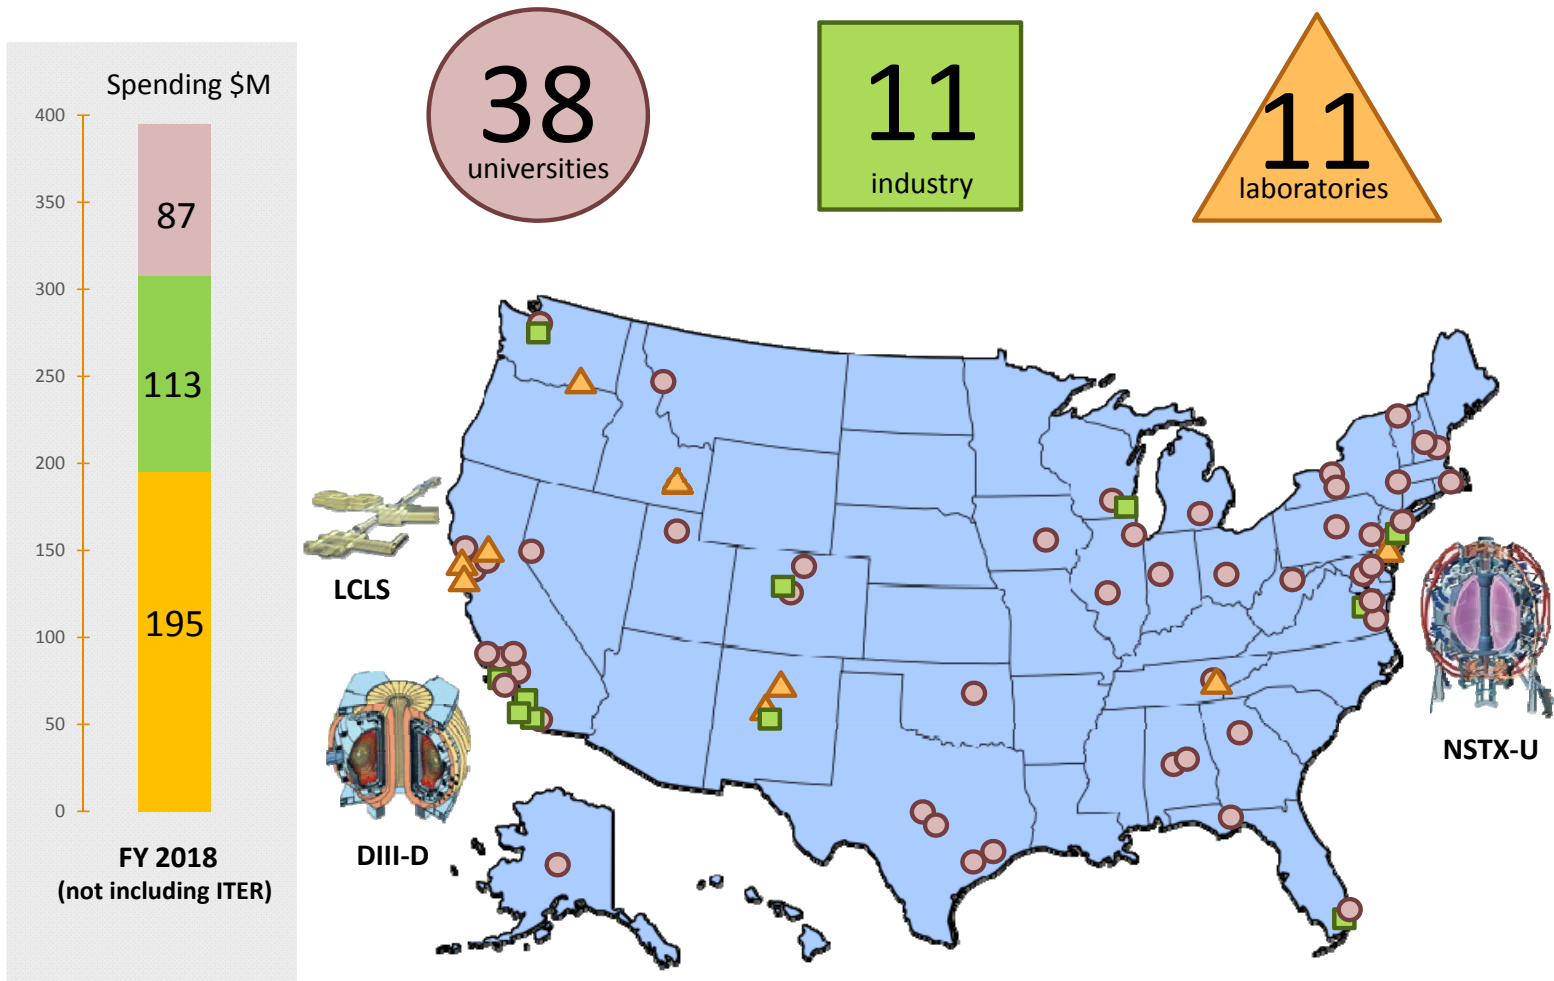 Spending $M
400
350
300
250
200
150
100
50
0
87
113
195
FY 2018
(not including ITER)
38
universities
11
industry
11
laboratories
LCLS
DIII-D
NSTX-U